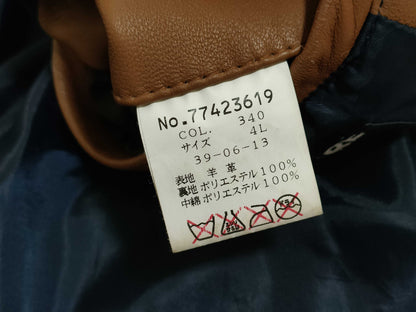 No.77423619
COL. 340
サイズ 4L
39-06-13
表地 羊革
裏地 ポリエステル100%
中綿 ポリエステル100%